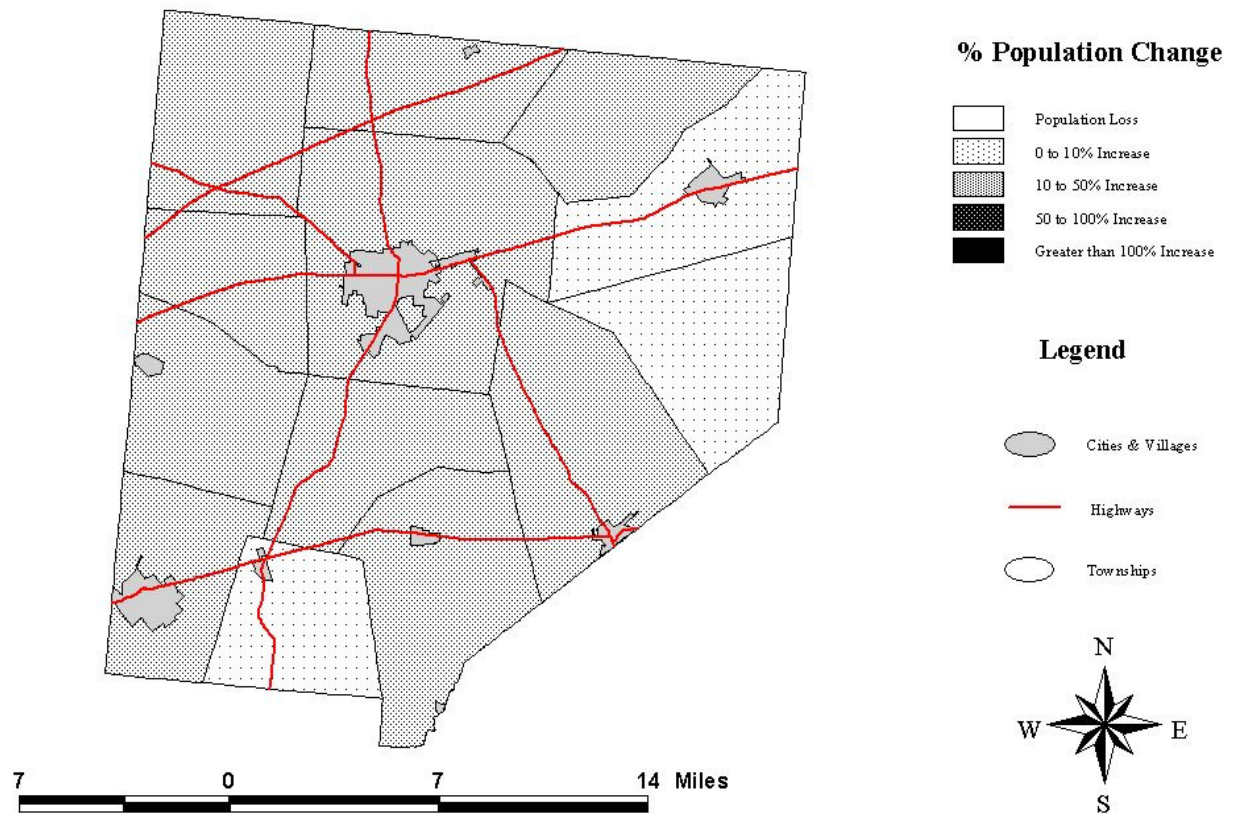 % Population Change
Population Loss
0 to 10% Increase
10 to 50% Increase
50 to 100% Increase
Greater than 100% Increase
Legend
Cities & Villages
Highways
Townships
N
W E
S
7 0 7 14 Miles